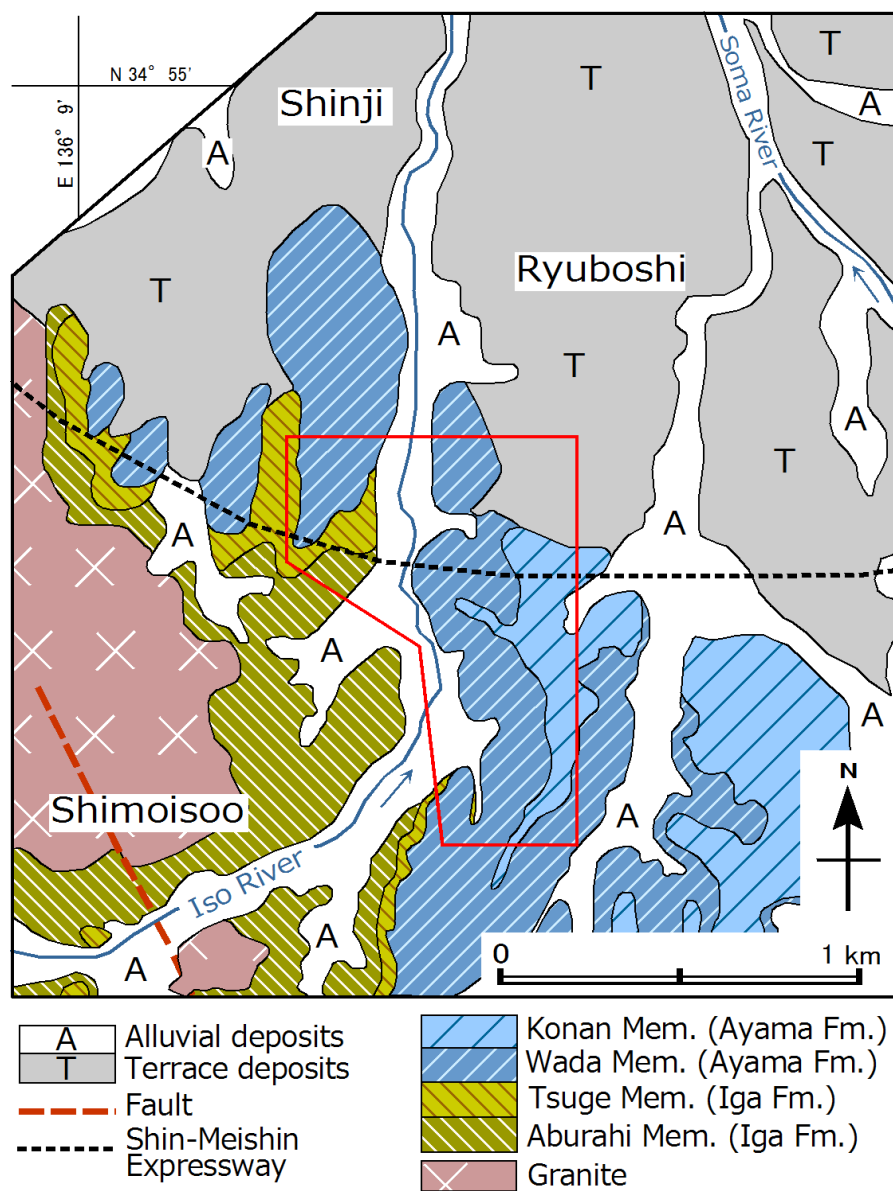 N 34° 55'
E 136° 9'
Shinji
T
T
A
Soma River
A
T
A
Ryuboshi
T
A
T
A
T
A
A
A
A
Shimoisoo
Iso River
A
A
A
N
0
1 km
A Alluvial deposits
T Terrace deposits
Fault
Shin-Meishin
Expressway
Konan Mem. (Ayama Fm.)
Wada Mem. (Ayama Fm.)
Tsuge Mem. (Iga Fm.)
Aburahi Mem. (Iga Fm.)
Granite